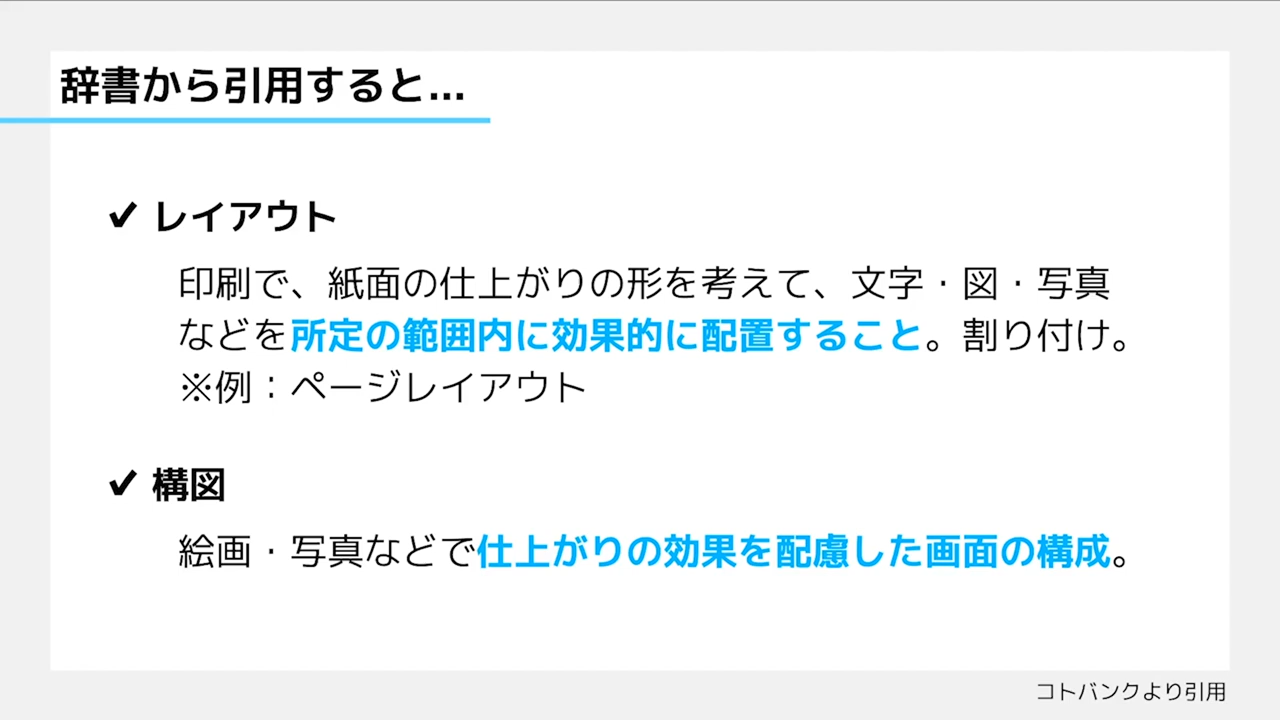 辞書から引用すると...
✓ レイアウト
印刷で、紙面の仕上がりの形を考えて、文字・図・写真
などを所定の範囲内に効果的に配置すること。割り付け。
※例：ページレイアウト
✓ 構図
絵画・写真などで仕上がりの効果を配慮した画面の構成。
コトバンクより引用